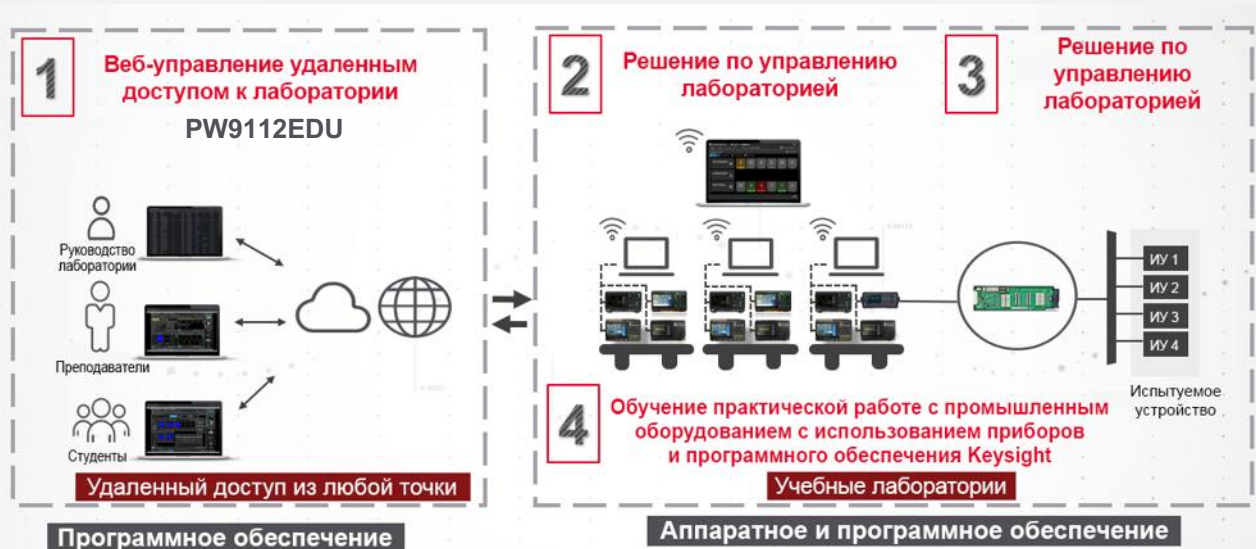 1
Веб-управление удаленным
доступом к лаборатории
PW9112EDU
Руководство
лаборатории
Преподаватели
Студенты
Удаленный доступ из любой точки
Программное обеспечение
2
Решение по управлению
лабораторией
3
Решение по
управлению
лабораторией
ИУ 1
ИУ 2
ИУ 3
ИУ 4
Испытуемое
устройство
4
Обучение практической работе с промышленным
оборудованием с использованием приборов
и программного обеспечения Keysight
Учебные лаборатории
Аппаратное и программное обеспечение